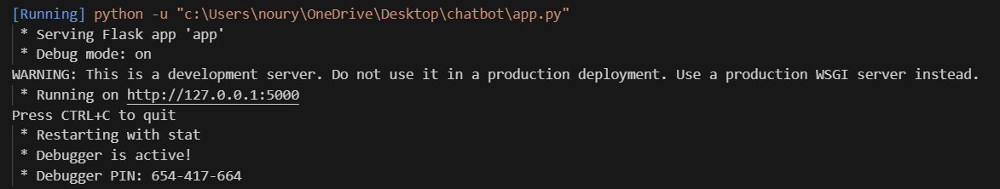 [Running] python -u "c:\Users\noury\OneDrive\Desktop\chatbot\app.py"
* Serving Flask app 'app'
* Debug mode: on
WARNING: This is a development server. Do not use it in a production deployment. Use a production WSGI server instead.
* Running on http://127.0.0.1:5000
Press CTRL+C to quit
* Restarting with stat
* Debugger is active!
* Debugger PIN: 654-417-664